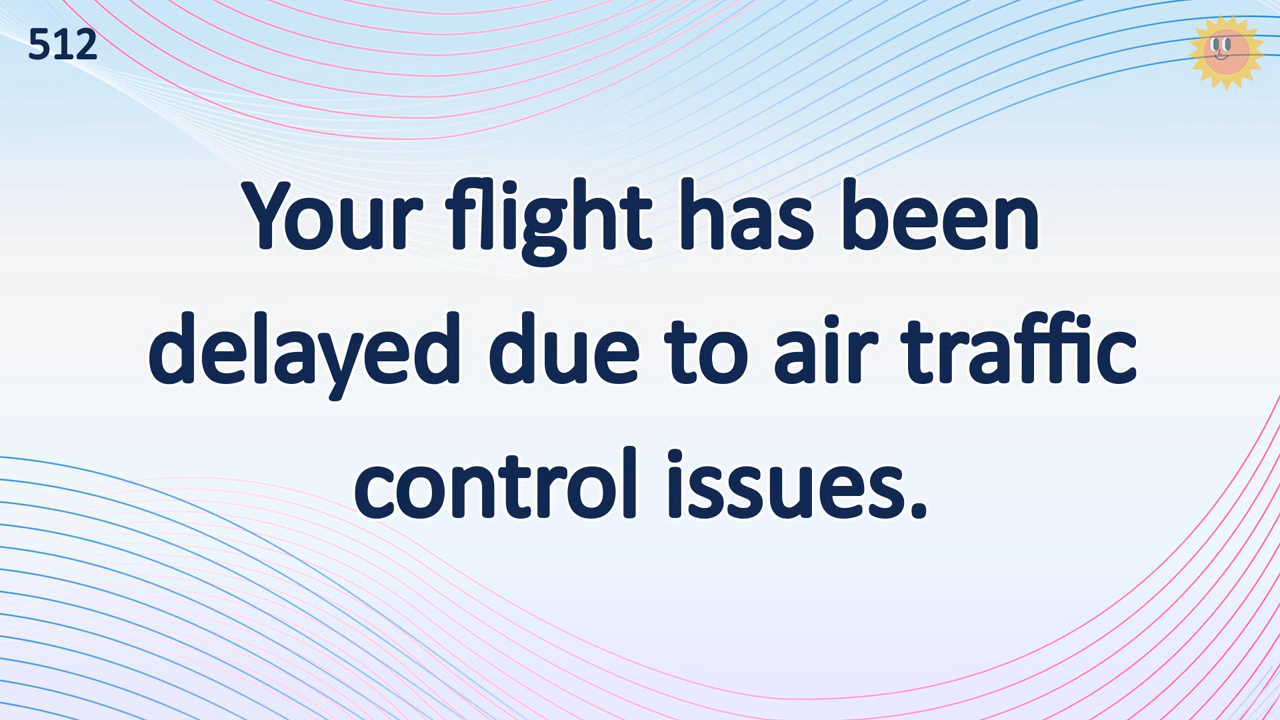 512
Your flight has been
delayed due to air traffic
control issues.